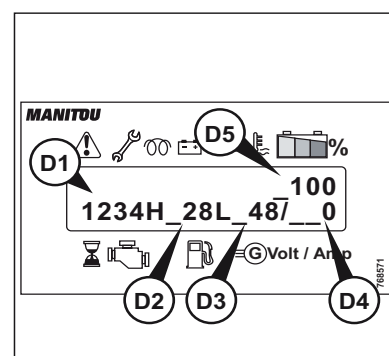 MANITOU
D5
%
D1
_100
1234H_28L_48/__0
G Volt / Amp
D2
D3
D4
768571